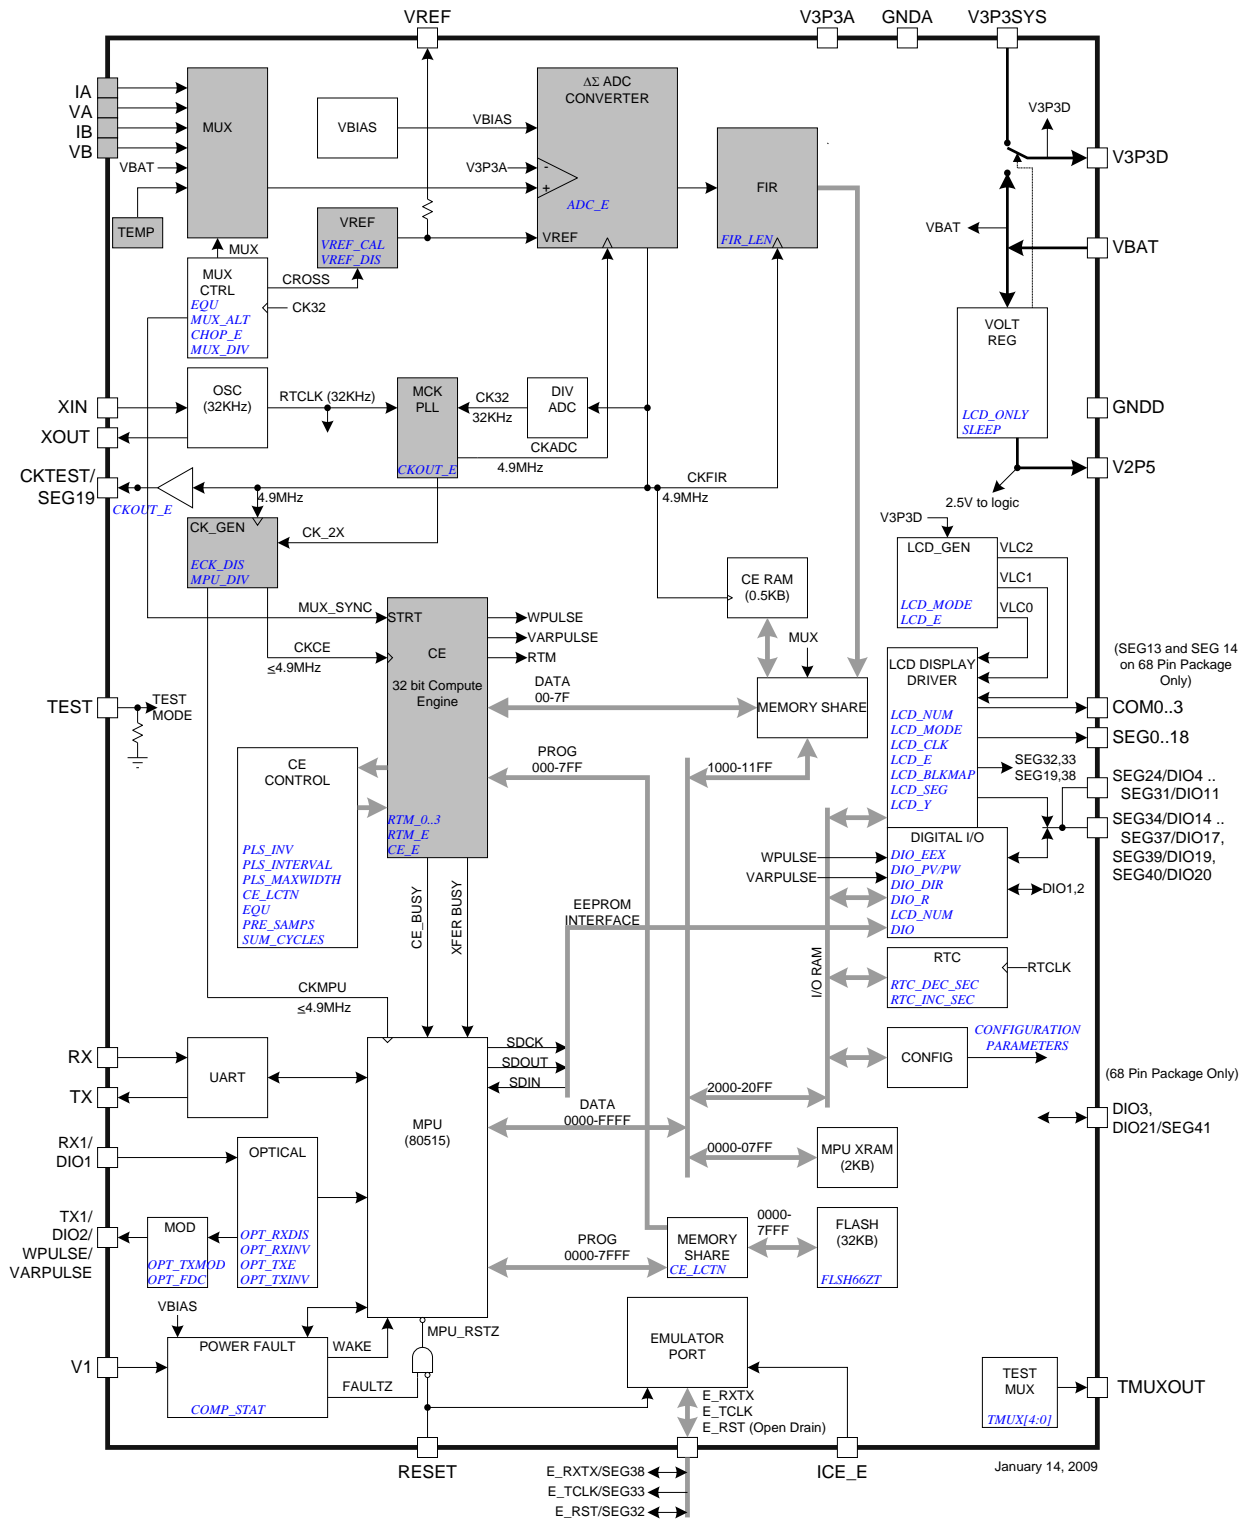 VREF
V3P3A
GNDA
V3P3SYS
IA
VA
IB
VB
VBAT
TEMP
MUX
MUX
VBIAS
VBIAS
ΔΣ ADC
CONVERTER
V3P3A
-
+
ADC_E
VREF
FIR
FIR_LEN
VREF
VREF_CAL
VREF_DIS
MUX
CTRL
EQU
MUX_ALT
CHOP_E
MUX_DIV
CROSS
CK32
V3P3D
V3P3D
VBAT
VBAT
VOLT
REG
LCD_ONLY
SLEEP
GNDD
V2P5
2.5V to logic
XIN
XOUT
OSC
(32KHz)
RTCLK (32KHz)
MCK
PLL
CKOUT_E
CK32
32KHz
DIV
ADC
CKADC
4.9MHz
CKFIR
4.9MHz
CKTEST/
SEG19
CKOUT_E
4.9MHz
CK_GEN
ECK_DIS
MPU_DIV
CK_2X
V3P3D
LCD_GEN
LCD_MODE
LCD_E
VLC2
VLC1
VLC0
CE RAM
(0.5KB)
MUX
MUX_SYNC
STRT
CKCE
≤4.9MHz
CE
32 bit Compute
Engine
RTM_0..3
RTM_E
CE_E
WPULSE
VARPULSE
RTM
DATA
00-7F
MEMORY SHARE
PROG
000-7FF
1000-11FF
TEST
TEST
MODE
CE
CONTROL
PLS_INV
PLS_INTERVAL
PLS_MAXWIDTH
CE_LCTN
EQU
PRE_SAMPS
SUM_CYCLES
LCD DISPLAY
DRIVER
LCD_NUM
LCD_MODE
LCD_CLK
LCD_E
LCD_BLKMAP
LCD_SEG
LCD_Y
(SEG13 and SEG 14
on 68 Pin Package
Only)
COM0..3
SEG0..18
SEG32,33
SEG19,38
SEG24/DIO4 ..
SEG31/DIO11
SEG34/DIO14 ..
SEG37/DIO17,
SEG39/DIO19,
SEG40/DIO20
WPULSE
VARPULSE
DIGITAL I/O
DIO_EEX
DIO_PV/PW
DIO_DIR
DIO_R
LCD_NUM
DIO
DIO1,2
EEPROM
INTERFACE
CE_BUSY
XFER BUSY
I/O RAM
RTC
RTC_DEC_SEC
RTC_INC_SEC
RTCLK
CONFIG
CONFIGURATION
PARAMETERS
CKMPU
≤4.9MHz
RX
TX
UART
MPU
(80515)
SDCK
SDOUT
SDIN
DATA
0000-FFFF
2000-20FF
0000-07FF
MPU XRAM
(2KB)
(68 Pin Package Only)
DIO3,
DIO21/SEG41
RX1/
DIO1
OPTICAL
OPT_RXDIS
OPT_RXINV
OPT_TXE
OPT_TXINV
TX1/
DIO2/
WPULSE/
VARPULSE
MOD
OPT_TXMOD
OPT_FDC
PROG
0000-7FFF
MEMORY
SHARE
CE_LCTN
0000-
7FFF
FLASH
(32KB)
FLSH66ZT
VBIAS
V1
POWER FAULT
COMP_STAT
WAKE
FAULTZ
MPU_RSTZ
EMULATOR
PORT
E_RXTX
E_TCLK
E_RST (Open Drain)
TEST
MUX
TMUX[4:0]
TMUXOUT
RESET
ICE_E
January 14, 2009
E_RXTX/SEG38
E_TCLK/SEG33
E_RST/SEG32